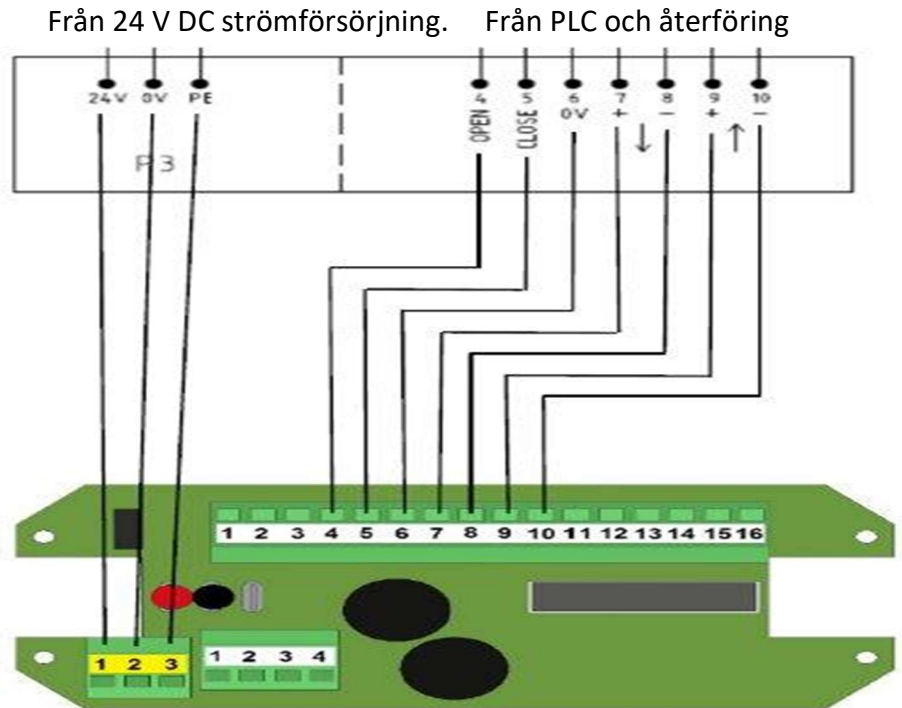 Från 24 V DC strömförsörjning. Från PLC och återföring
24V 0V PE 4 5 6 7 8 9 10
OPEN CLOSE 0V + − + −
P3
1 2 3 4 5 6 7 8 9 10 11 12 13 14 15 16
1 2 3 1 2 3 4